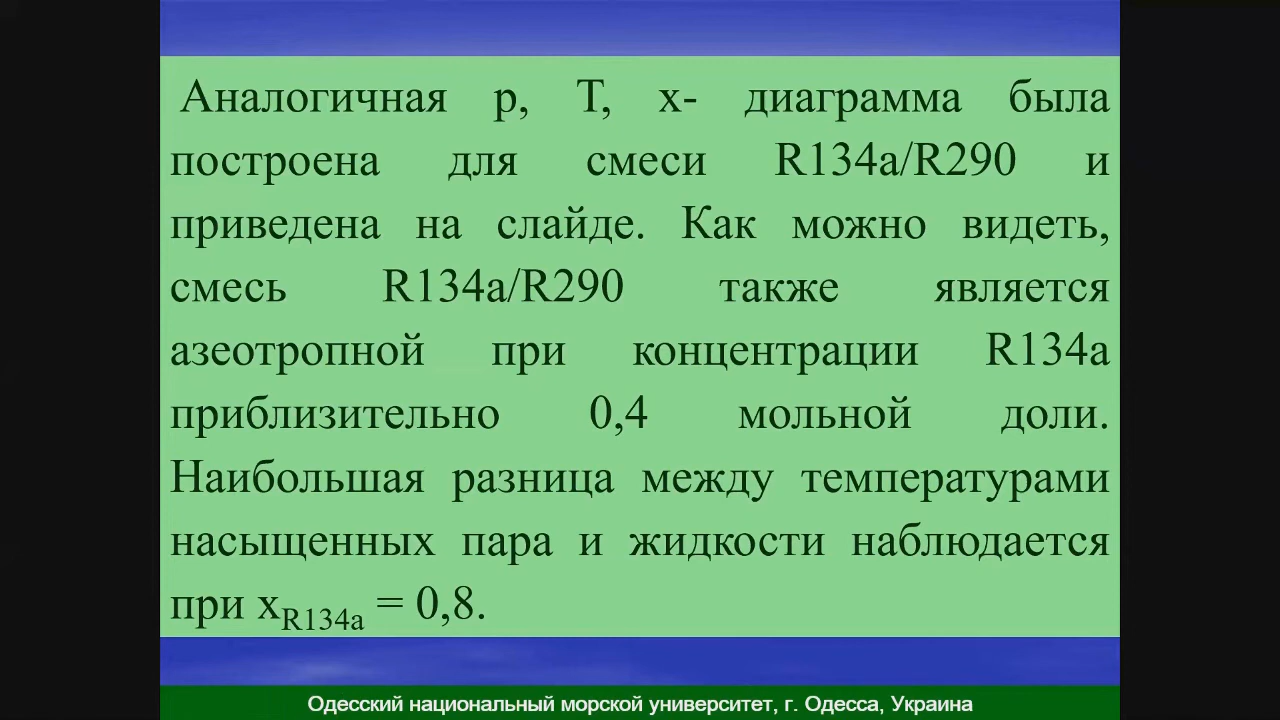 Аналогичная р, Т, х- диаграмма была
построена для смеси R134a/R290 и
приведена на слайде. Как можно видеть,
смесь R134a/R290 также является
азеотропной при концентрации R134a
приблизительно 0,4 мольной доли.
Наибольшая разница между температурами
насыщенных пара и жидкости наблюдается
при xR134a = 0,8.
Одесский национальный морской университет, г. Одесса, Украина